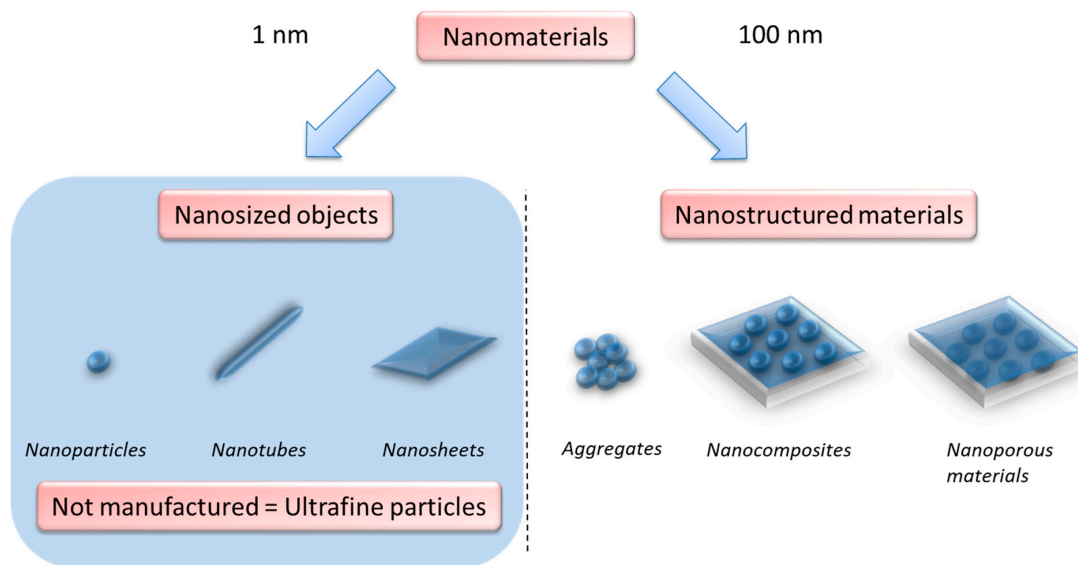 1 nm
Nanomaterials
100 nm
Nanosized objects
Nanostructured materials
Nanoparticles
Nanotubes
Nanosheets
Aggregates
Nanocomposites
Nanoporous
materials
Not manufactured = Ultrafine particles